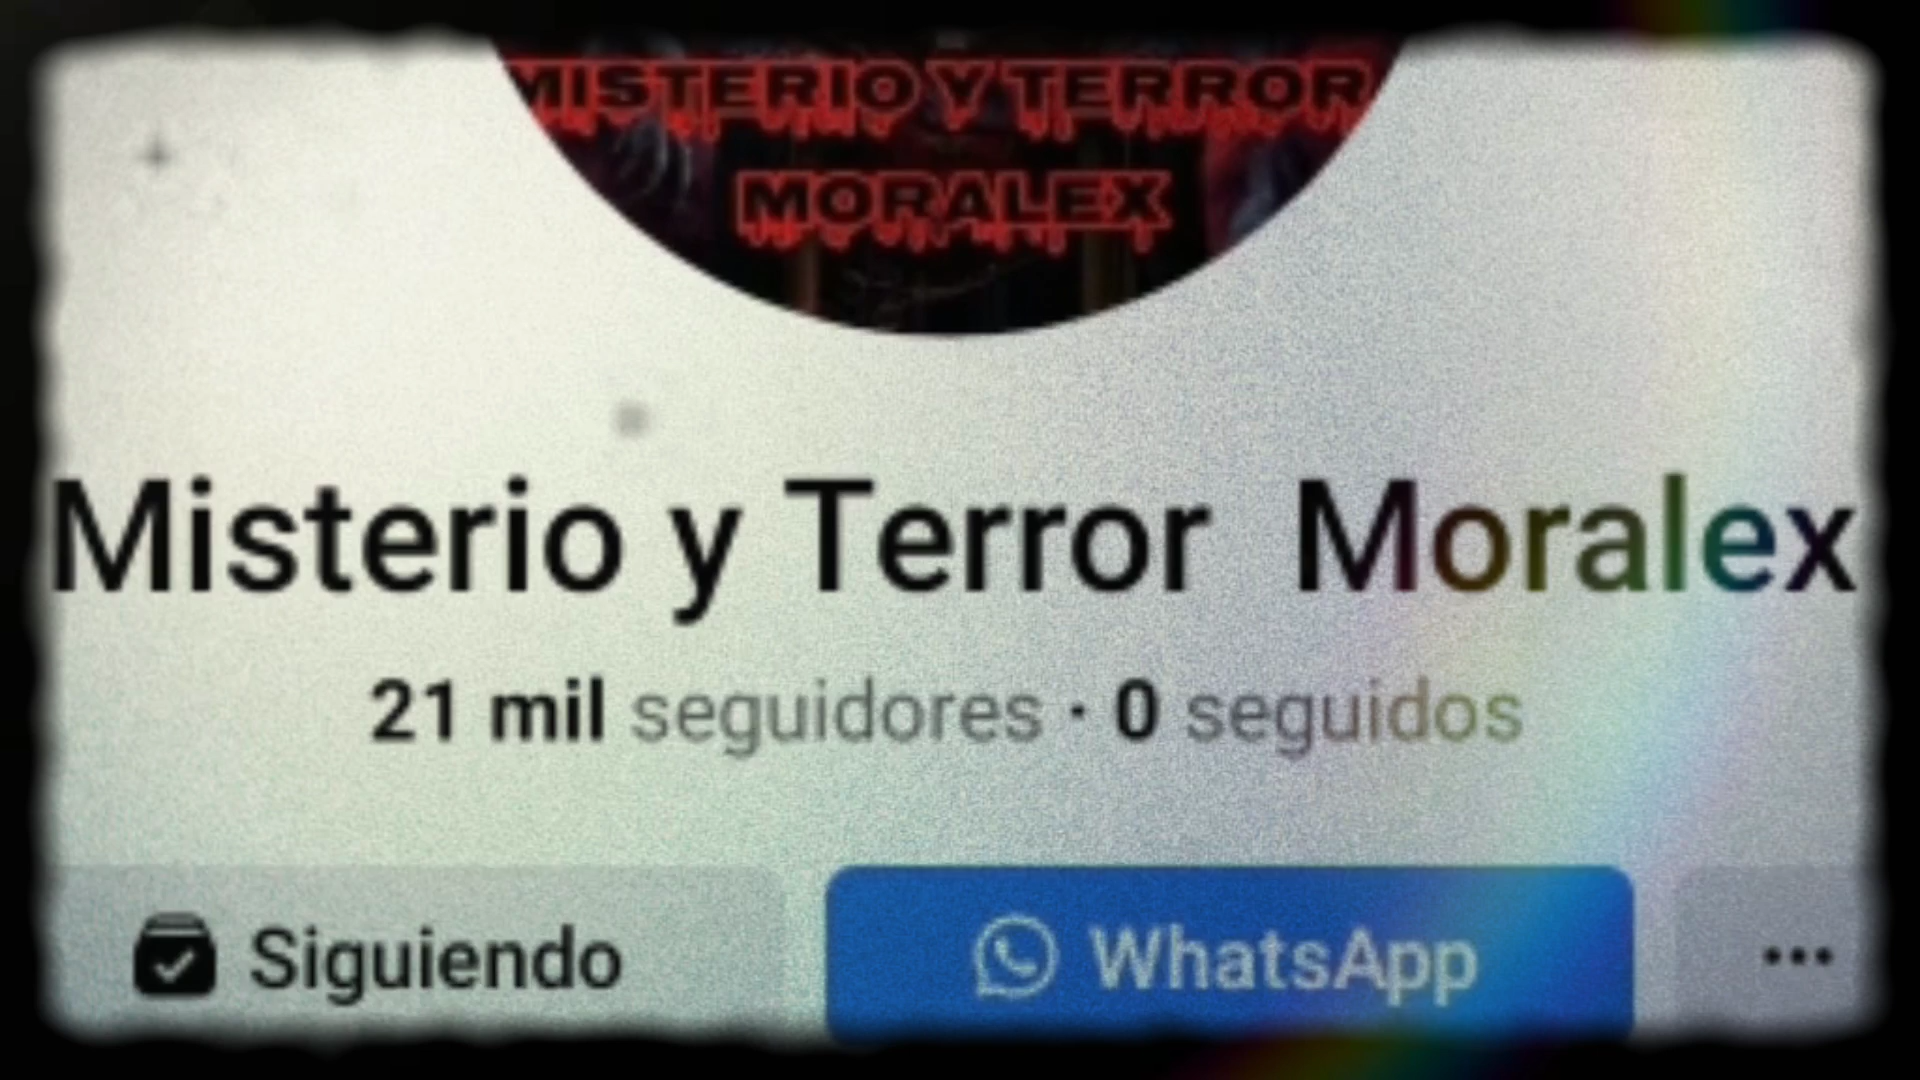 MISTERIO Y TERROR
MORALEX
Misterio y Terror Moralex
21 mil seguidores · 0 seguidos
Siguiendo
WhatsApp